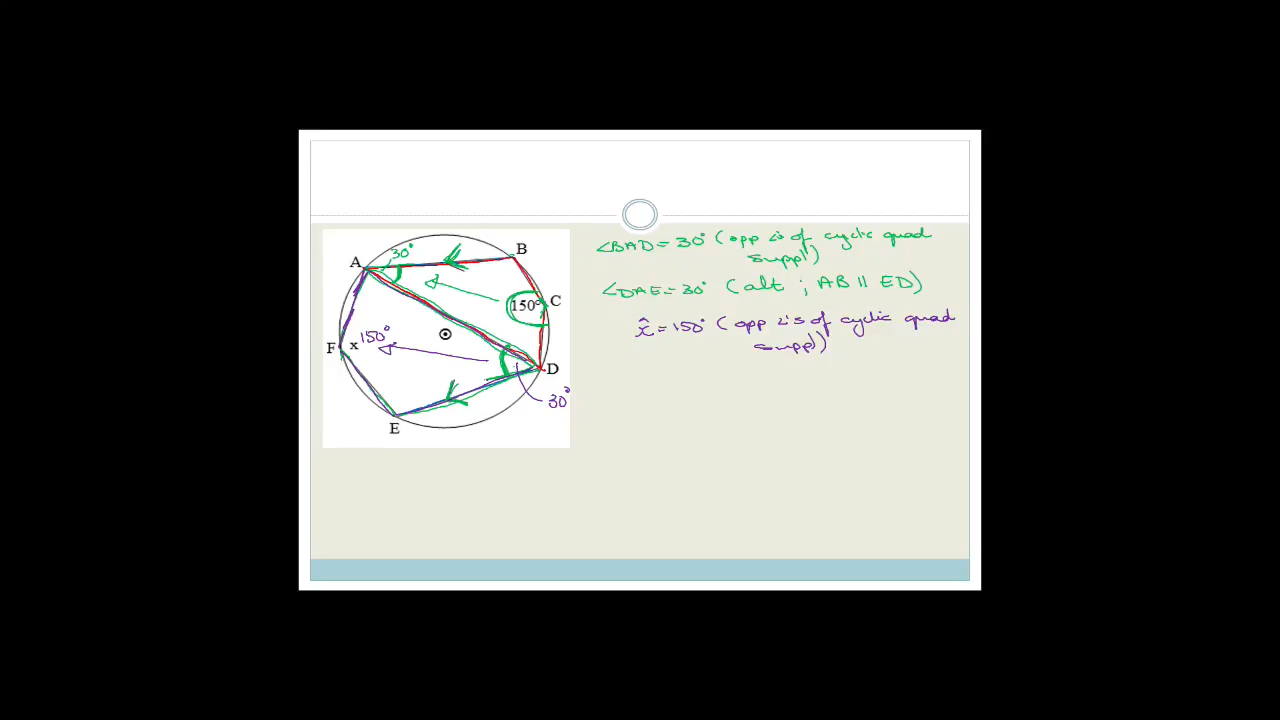 ∠BAD = 30° (opp ∠s of cyclic quad
suppl)
∠DAE = 30° (alt ; AB || ED)
x̂ = 150° (opp ∠s of cyclic quad
suppl)
A
30°
B
150°
C
F
x
150°
D
30°
E